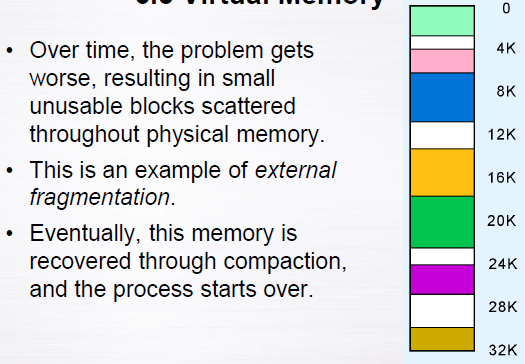 Virtual Memory
• Over time, the problem gets
worse, resulting in small
unusable blocks scattered
throughout physical memory.
• This is an example of external
fragmentation.
• Eventually, this memory is
recovered through compaction,
and the process starts over.
0
4K
8K
12K
16K
20K
24K
28K
32K